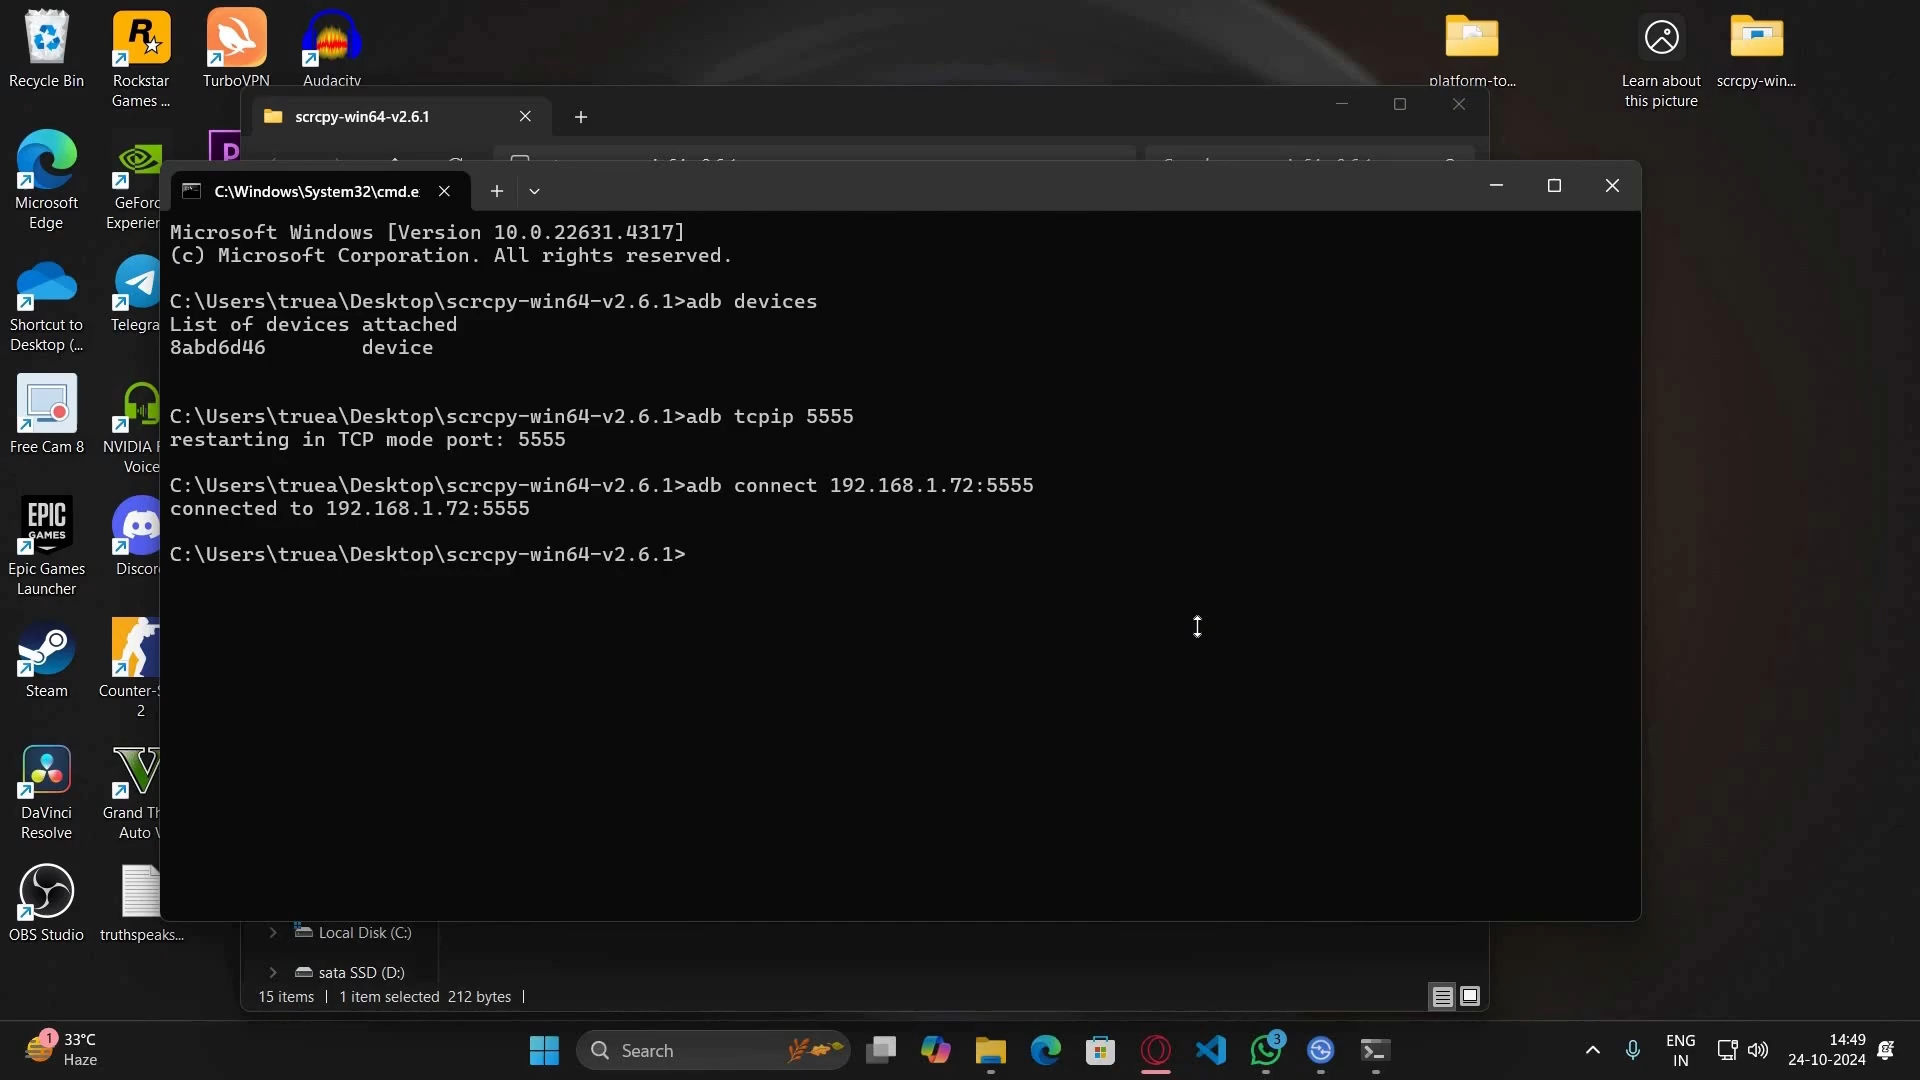 Recycle Bin
Rockstar
Games ...
TurboVPN
Audacity
platform-to...
Learn about
this picture
scrcpy-win...
scrcpy-win64-v2.6.1
C:\Windows\System32\cmd.e
Microsoft
Edge
GeForc
Experien
Microsoft Windows [Version 10.0.22631.4317]
(c) Microsoft Corporation. All rights reserved.
C:\Users\truea\Desktop\scrcpy-win64-v2.6.1>adb devices
List of devices attached
8abd6d46        device
C:\Users\truea\Desktop\scrcpy-win64-v2.6.1>adb tcpip 5555
restarting in TCP mode port: 5555
C:\Users\truea\Desktop\scrcpy-win64-v2.6.1>adb connect 192.168.1.72:5555
connected to 192.168.1.72:5555
C:\Users\truea\Desktop\scrcpy-win64-v2.6.1>
Shortcut to
Desktop (...
Telegra
Free Cam 8
NVIDIA
Voice
EPIC
GAMES
Epic Games
Launcher
Discor
Steam
Counter-S
2
DaVinci
Resolve
Grand Th
Auto V
OBS Studio
truthspeaks...
Local Disk (C:)
sata SSD (D:)
15 items
1 item selected 212 bytes
1
33°C
Haze
Search
3
ENG
IN
14:49
24-10-2024